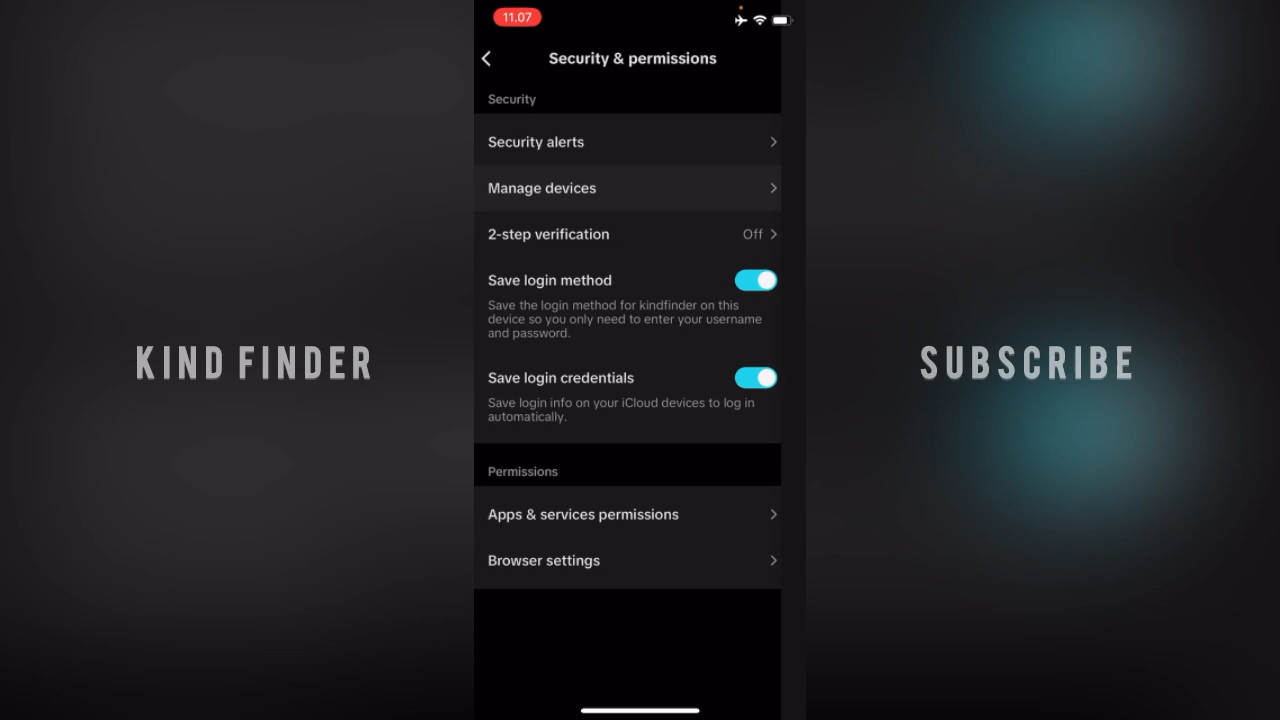 11.07
Security & permissions
Security
Security alerts
Manage devices
2-step verification Off
Save login method
Save the login method for kindfinder on this
device so you only need to enter your username
and password.
Save login credentials
Save login info on your iCloud devices to log in
automatically.
Permissions
Apps & services permissions
Browser settings
KIND FINDER
SUBSCRIBE